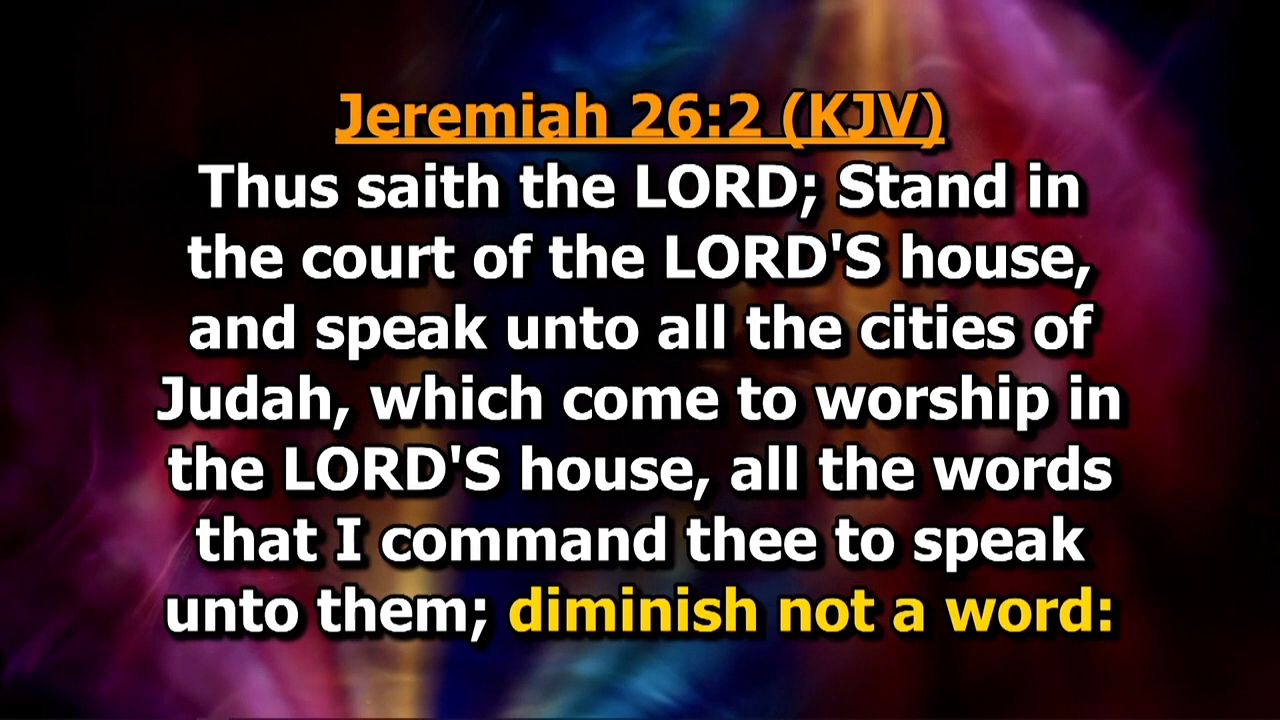 Jeremiah 26:2 (KJV)
Thus saith the LORD; Stand in
the court of the LORD'S house,
and speak unto all the cities of
Judah, which come to worship in
the LORD'S house, all the words
that I command thee to speak
unto them; diminish not a word: